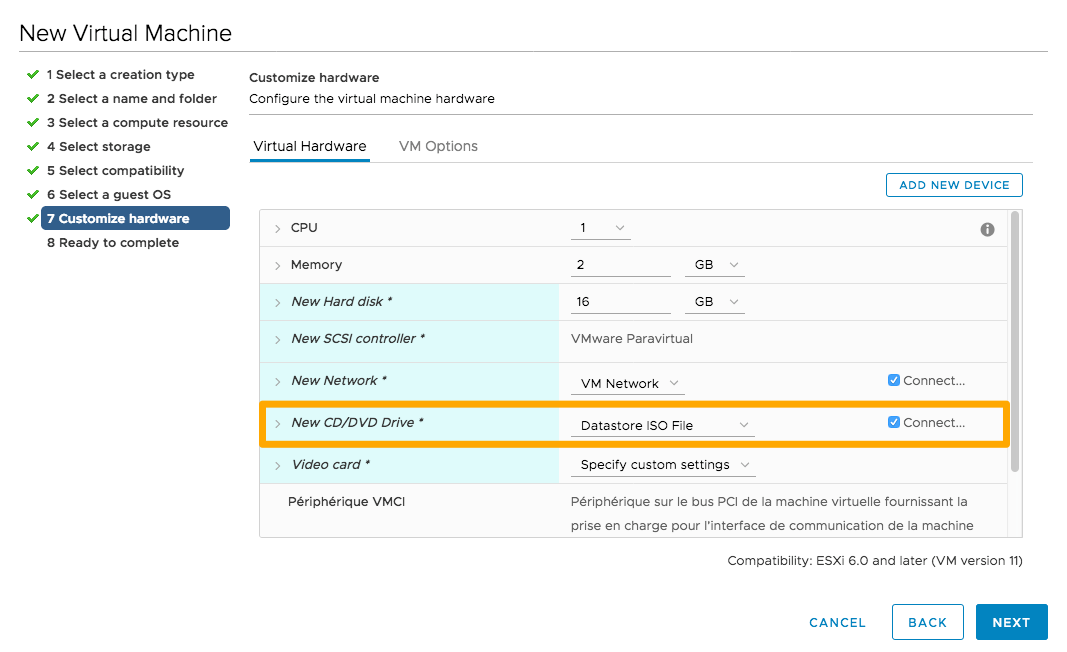 New Virtual Machine
1 Select a creation type
2 Select a name and folder
3 Select a compute resource
4 Select storage
5 Select compatibility
6 Select a guest OS
7 Customize hardware
8 Ready to complete
Customize hardware
Configure the virtual machine hardware
Virtual Hardware VM Options
ADD NEW DEVICE
CPU 1
Memory 2 GB
New Hard disk * 16 GB
New SCSI controller * VMware Paravirtual
New Network * VM Network Connect...
New CD/DVD Drive * Datastore ISO File Connect...
Video card * Specify custom settings
Périphérique VMCI Périphérique sur le bus PCI de la machine virtuelle fournissant la
prise en charge pour l'interface de communication de la machine
Compatibility: ESXi 6.0 and later (VM version 11)
CANCEL BACK NEXT